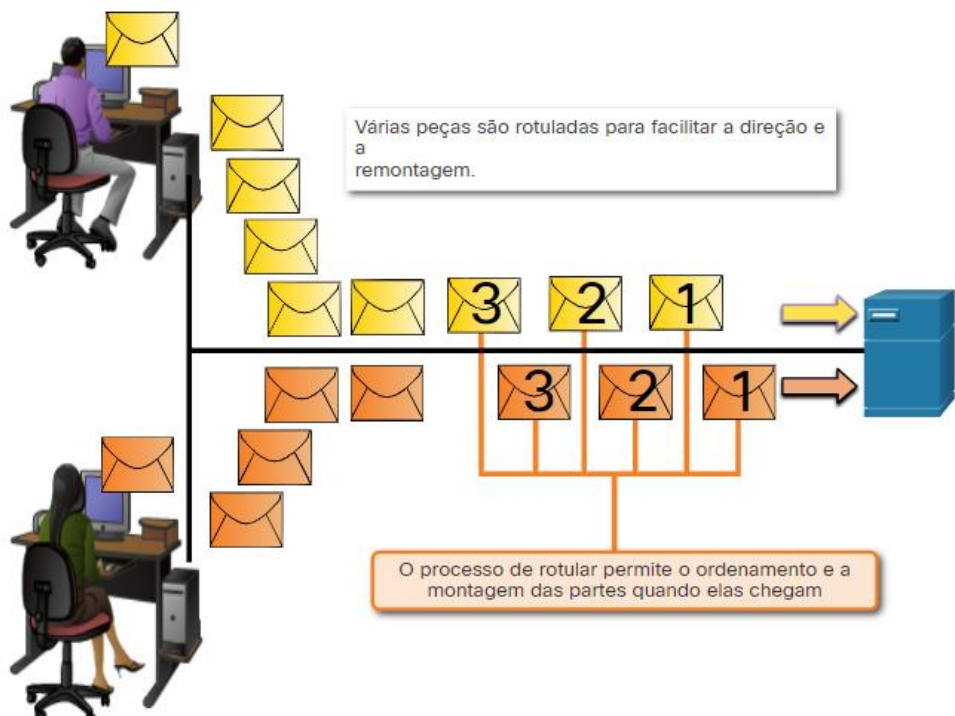 Várias peças são rotuladas para facilitar a direção e
a
remontagem.
3 2 1
3 2 1
O processo de rotular permite o ordenamento e a
montagem das partes quando elas chegam